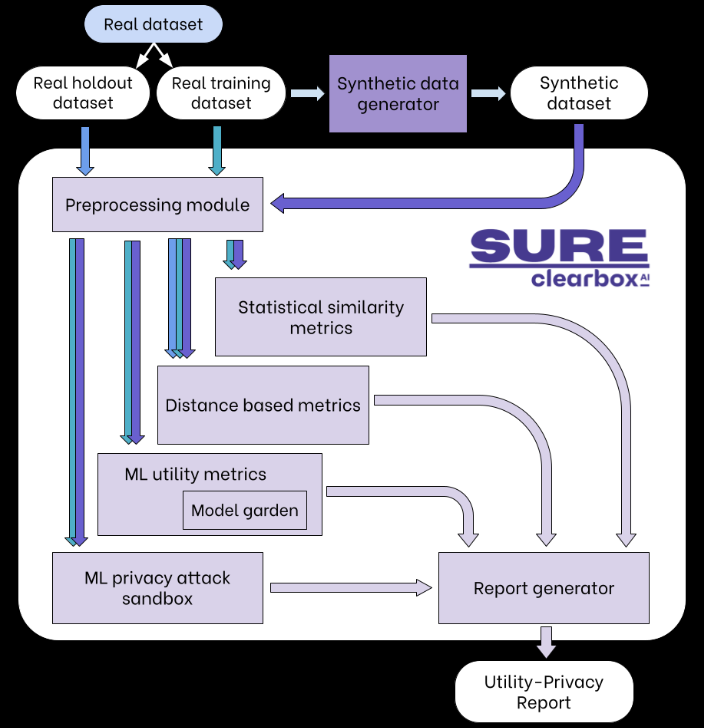 Real dataset
Real holdout
dataset
Real training
dataset
Synthetic data
generator
Synthetic
dataset
Preprocessing module
SURE
clearbox AI
Statistical similarity
metrics
Distance based metrics
ML utility metrics
Model garden
ML privacy attack
sandbox
Report generator
Utility-Privacy
Report